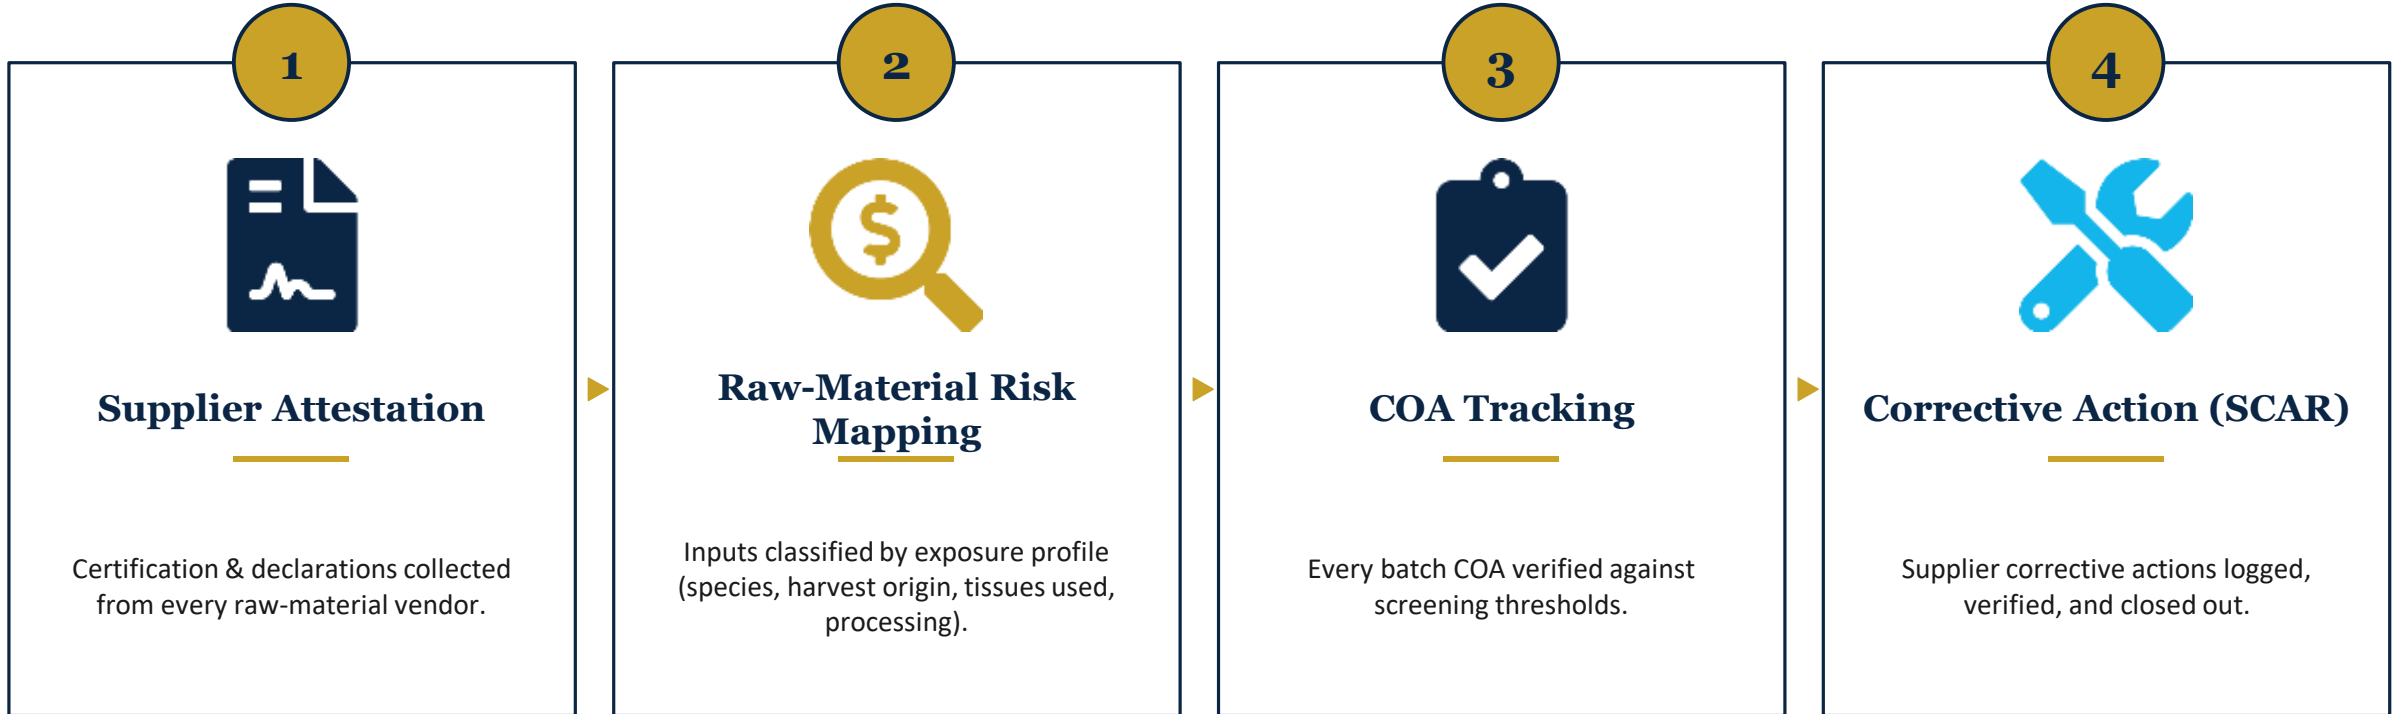 1
Supplier Attestation
Certification & declarations collected
from every raw-material vendor.
2
$
Raw-Material Risk
Mapping
Inputs classified by exposure profile
(species, harvest origin, tissues used,
processing).
3
COA Tracking
Every batch COA verified against
screening thresholds.
4
Corrective Action (SCAR)
Supplier corrective actions logged,
verified, and closed out.